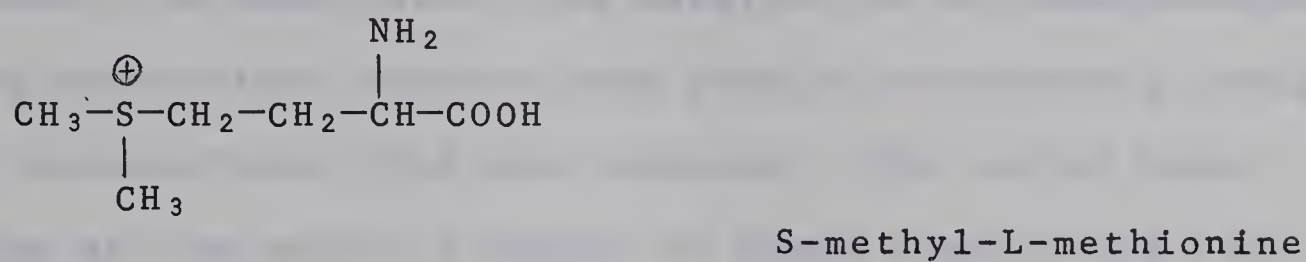 NH₂
⊕
CH₃-S-CH₂-CH₂-CH-COOH
CH₃
S-methyl-L-methionine